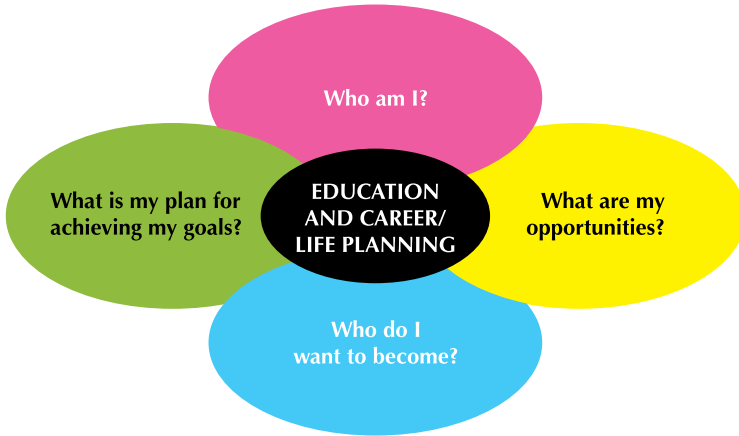 Who am I?
What is my plan for
achieving my goals?
EDUCATION
AND CAREER/
LIFE PLANNING
What are my
opportunities?
Who do I
want to become?